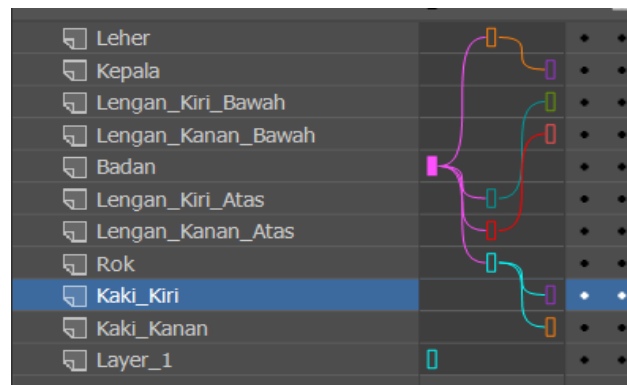 Leher
Kepala
Lengan_Kiri_Bawah
Lengan_Kanan_Bawah
Badan
Lengan_Kiri_Atas
Lengan_Kanan_Atas
Rok
Kaki_Kiri
Kaki_Kanan
Layer_1